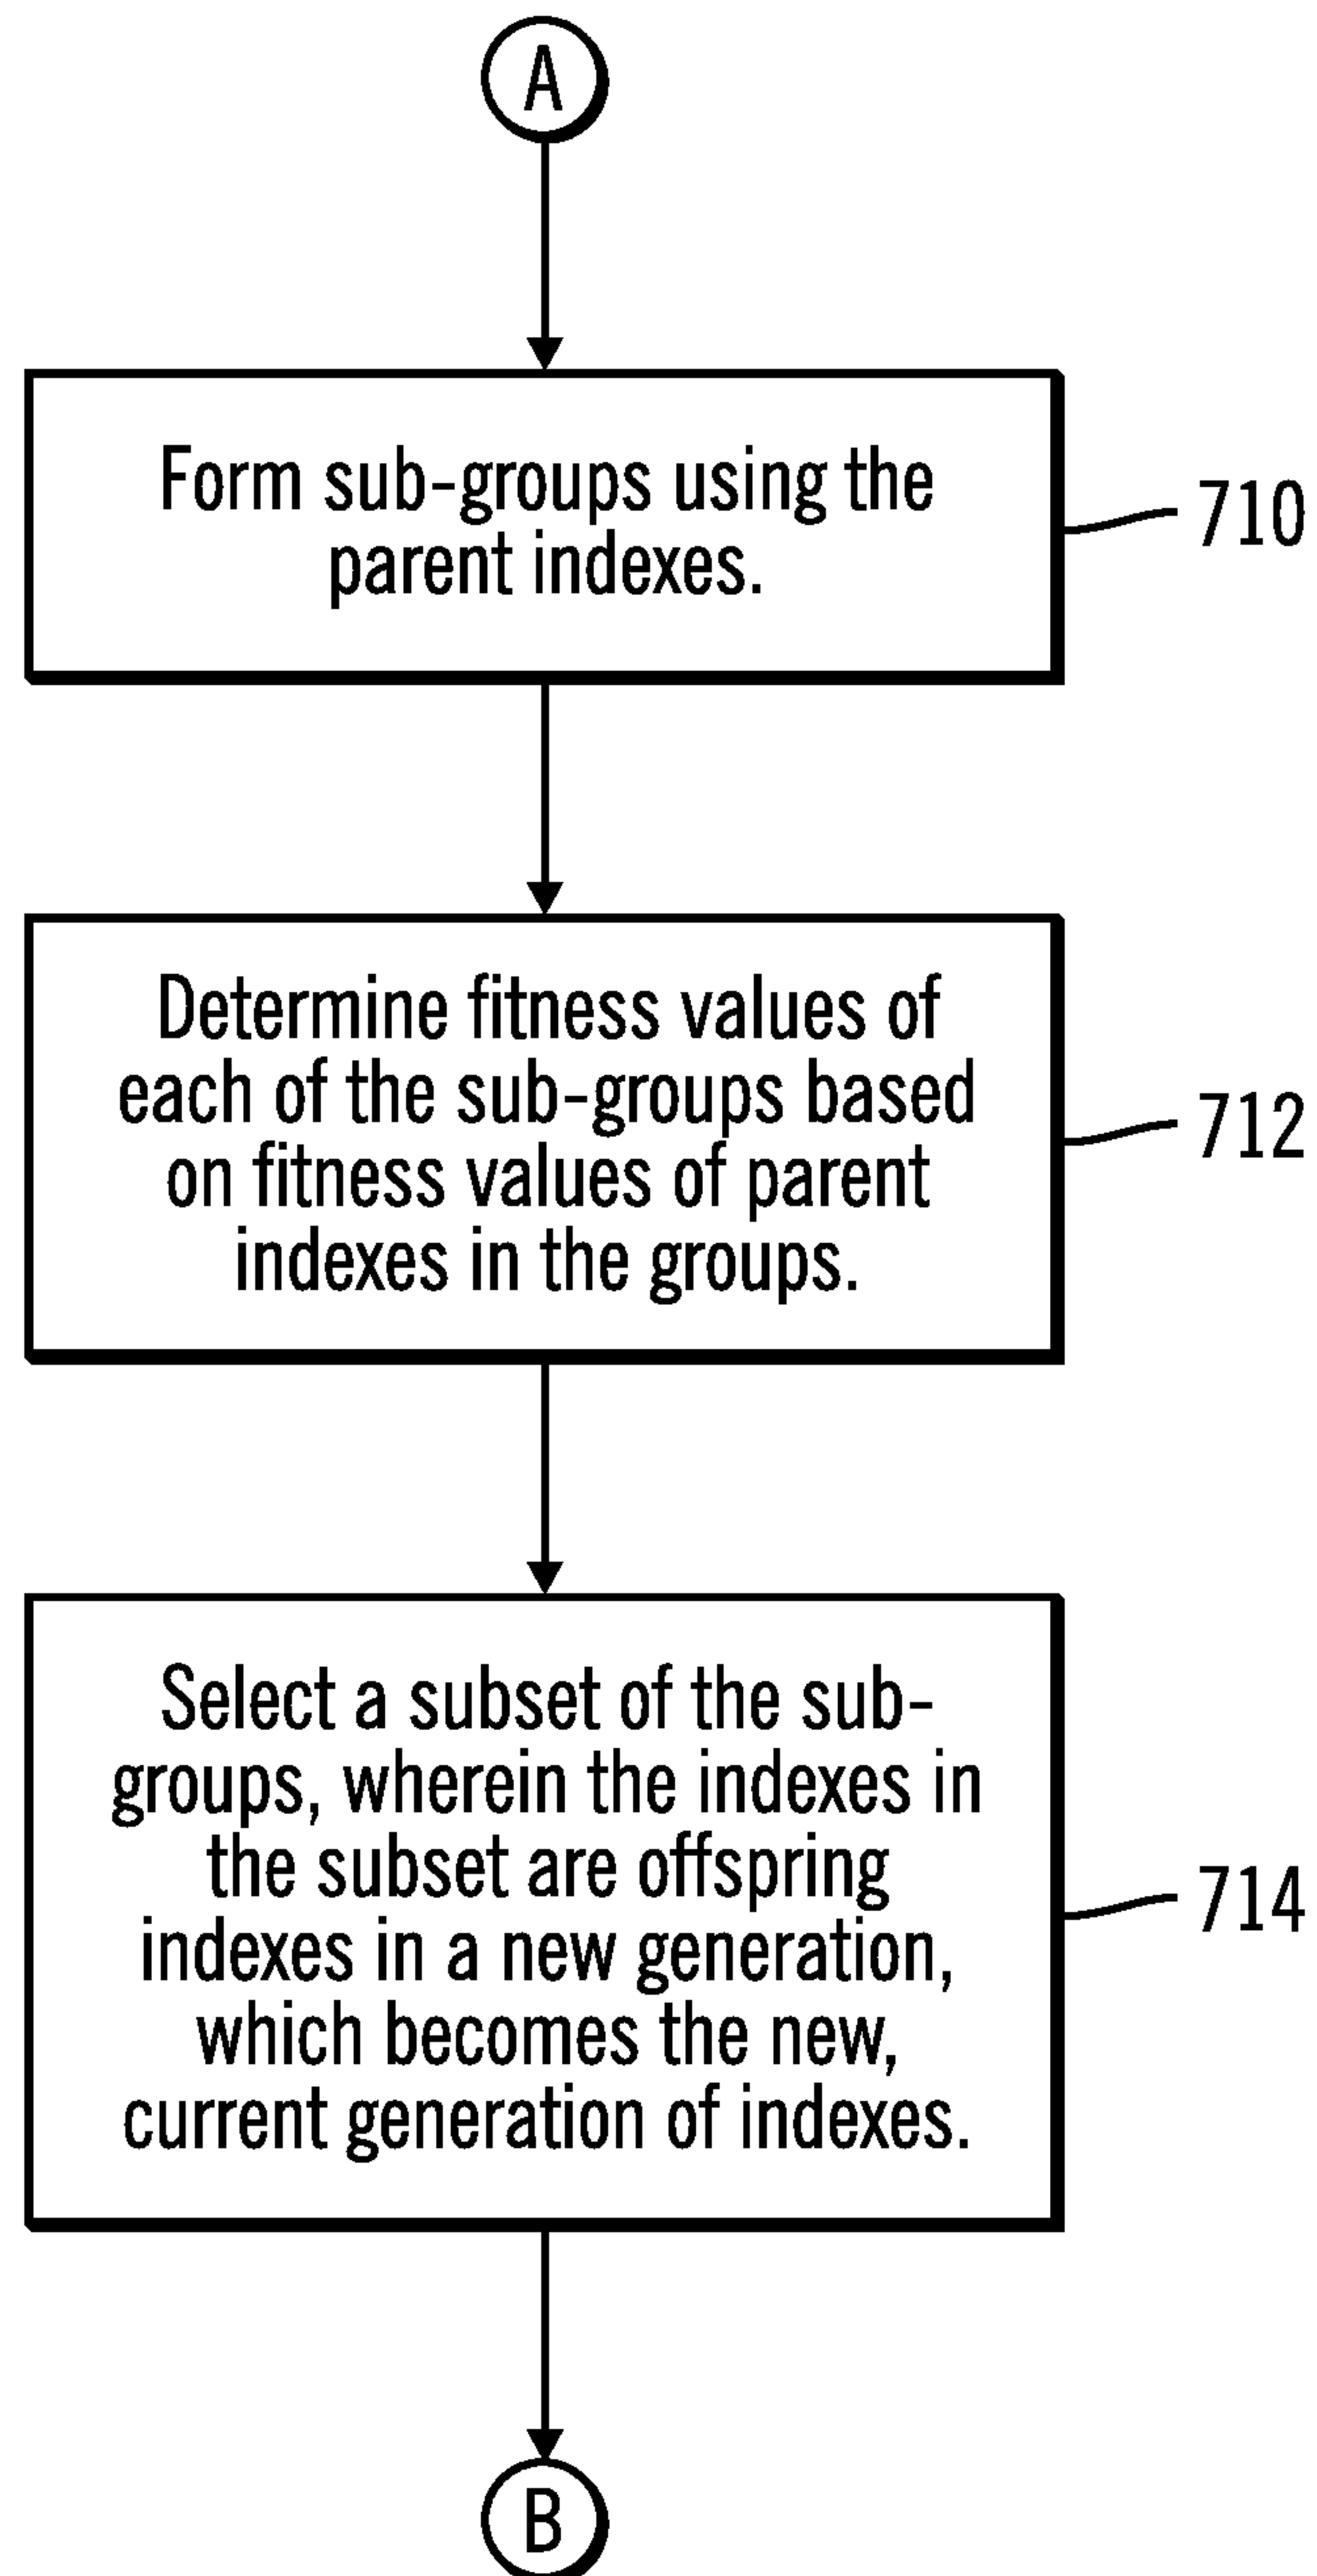 A
Form sub-groups using the
parent indexes.
710
Determine fitness values of
each of the sub-groups based
on fitness values of parent
indexes in the groups.
712
Select a subset of the sub-
groups, wherein the indexes in
the subset are offspring
indexes in a new generation,
which becomes the new,
current generation of indexes.
714
B